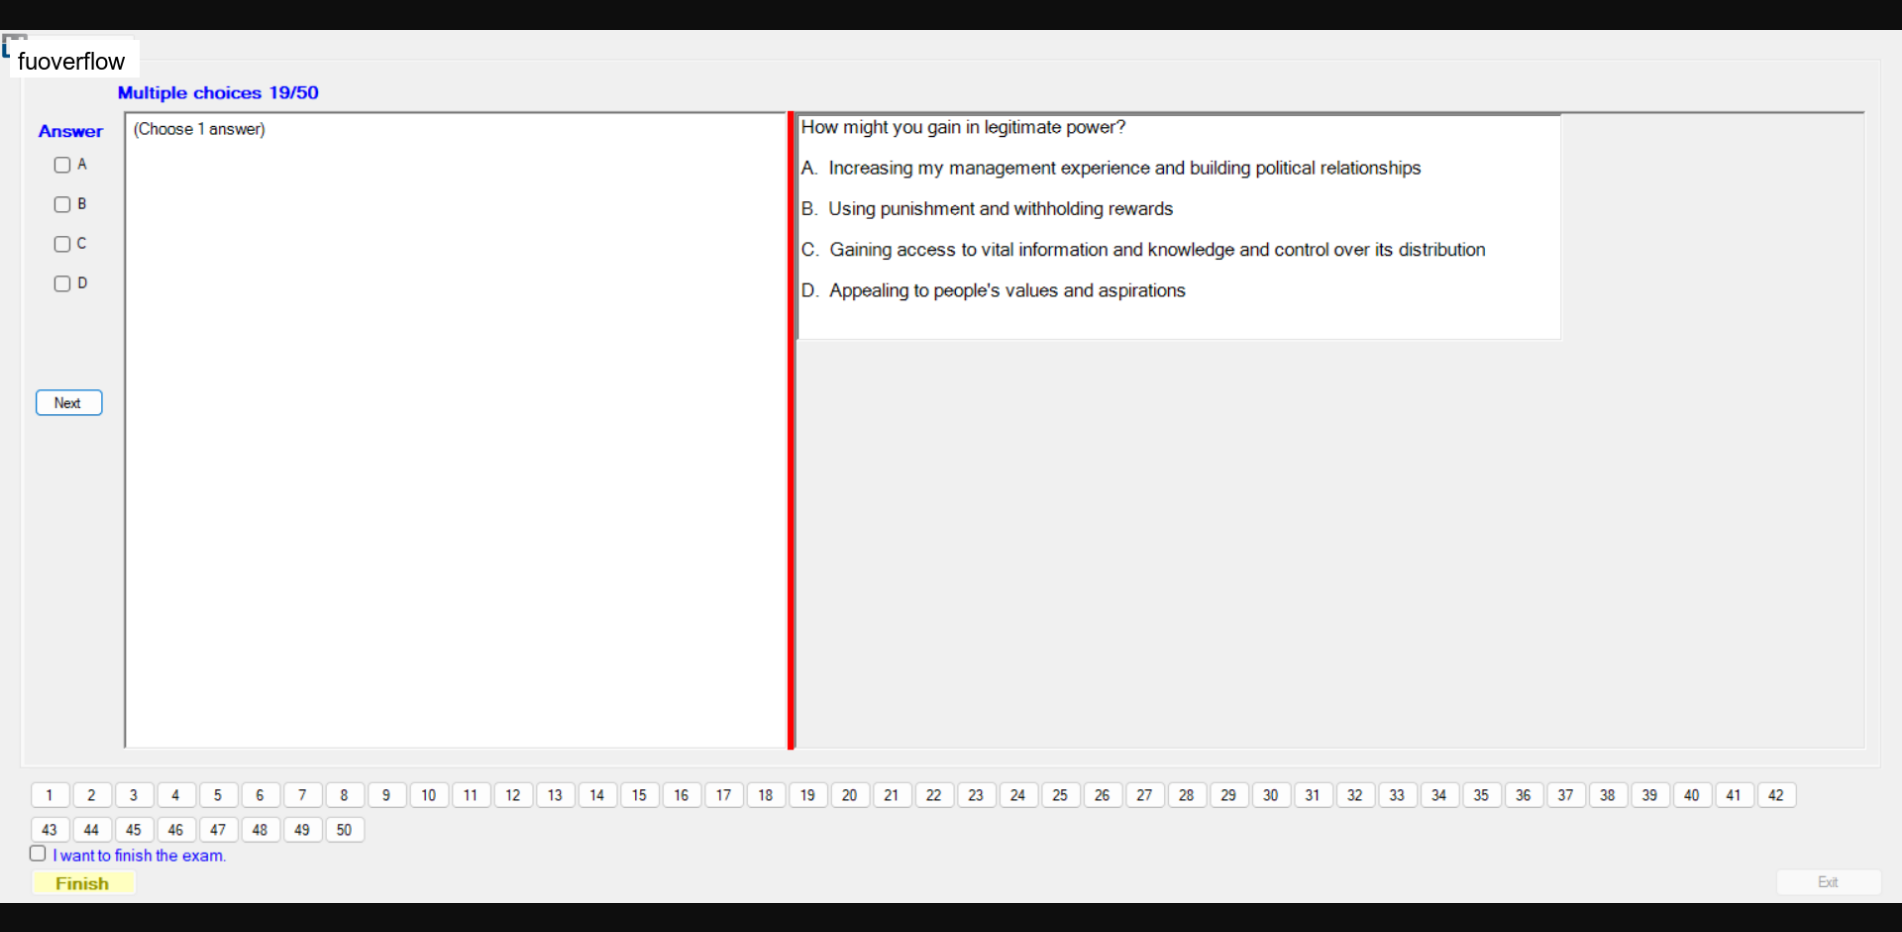 fuoverflow
Multiple choices 19/50
Answer
(Choose 1 answer)
A
B
C
D
Next
How might you gain in legitimate power?
A. Increasing my management experience and building political relationships
B. Using punishment and withholding rewards
C. Gaining access to vital information and knowledge and control over its distribution
D. Appealing to people's values and aspirations
1 2 3 4 5 6 7 8 9 10 11 12 13 14 15 16 17 18 19 20 21 22 23 24 25 26 27 28 29 30 31 32 33 34 35 36 37 38 39 40 41 42
43 44 45 46 47 48 49 50
I want to finish the exam.
Finish
Exit